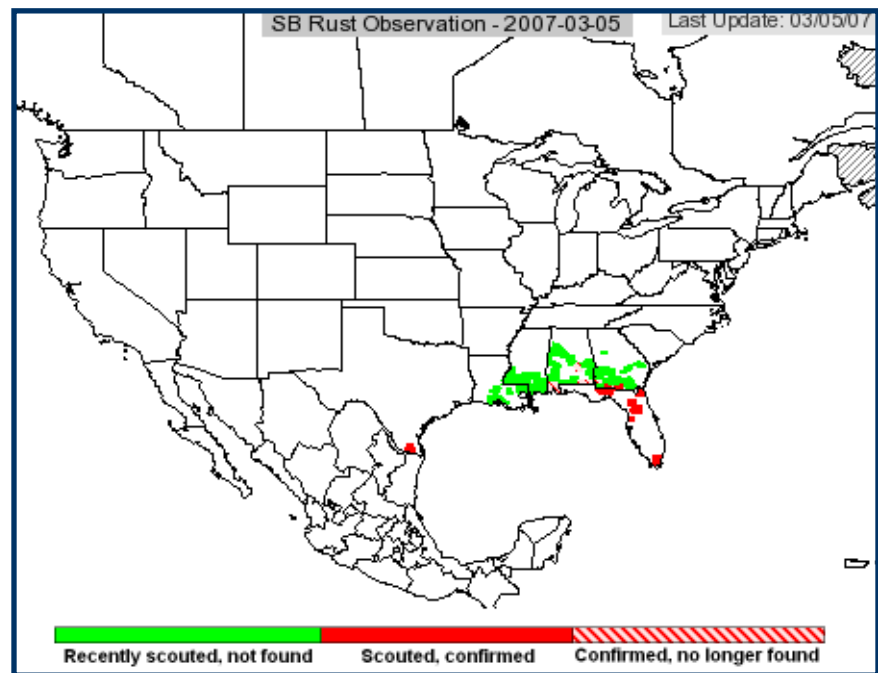 SB Rust Observation - 2007-03-05
Last Update: 03/05/07
Recently scouted, not found
Scouted, confirmed
Confirmed, no longer found